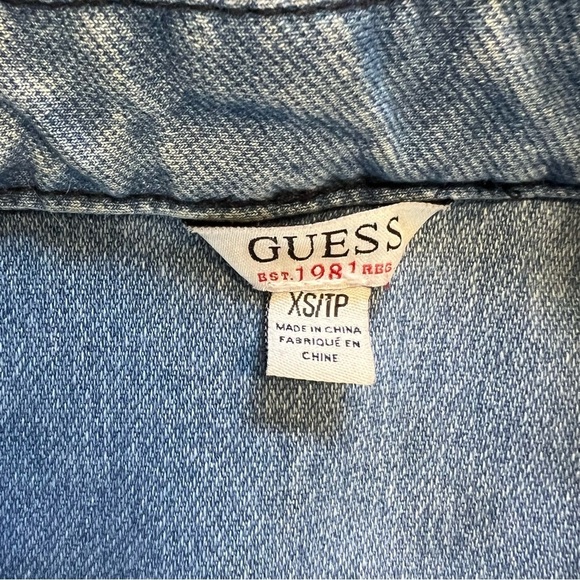 GUESS
EST. 1981 REG
XS/TP
MADE IN CHINA
FABRIQUÉ EN
CHINE